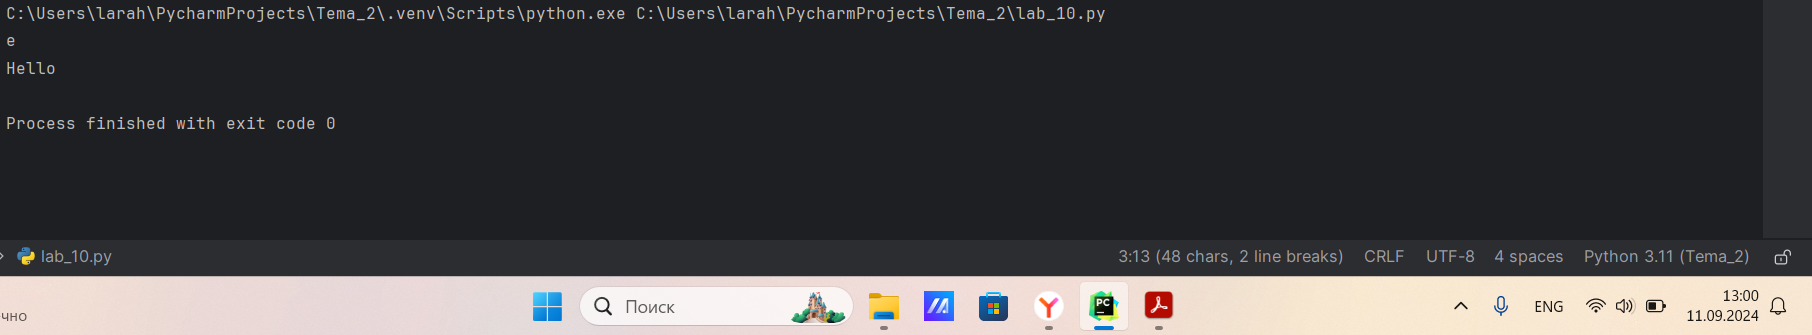 C:\Users\larah\PycharmProjects\Tema_2\.venv\Scripts\python.exe C:\Users\larah\PycharmProjects\Tema_2\lab_10.py
e
Hello
Process finished with exit code 0
lab_10.py 3:13 (48 chars, 2 line breaks) CRLF UTF-8 4 spaces Python 3.11 (Tema_2)
чно Поиск PC ENG 13:00
11.09.2024